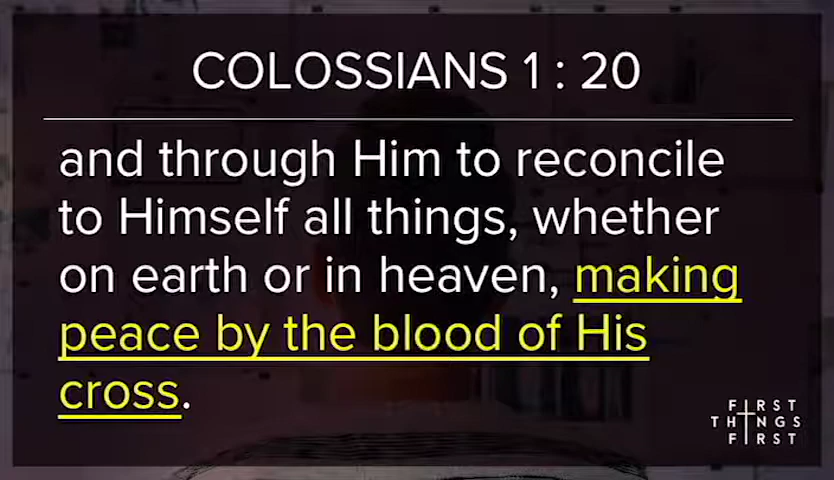 COLOSSIANS 1 : 20
and through Him to reconcile
to Himself all things, whether
on earth or in heaven, making
peace by the blood of His
cross.
FIRST
THINGS
FIRST